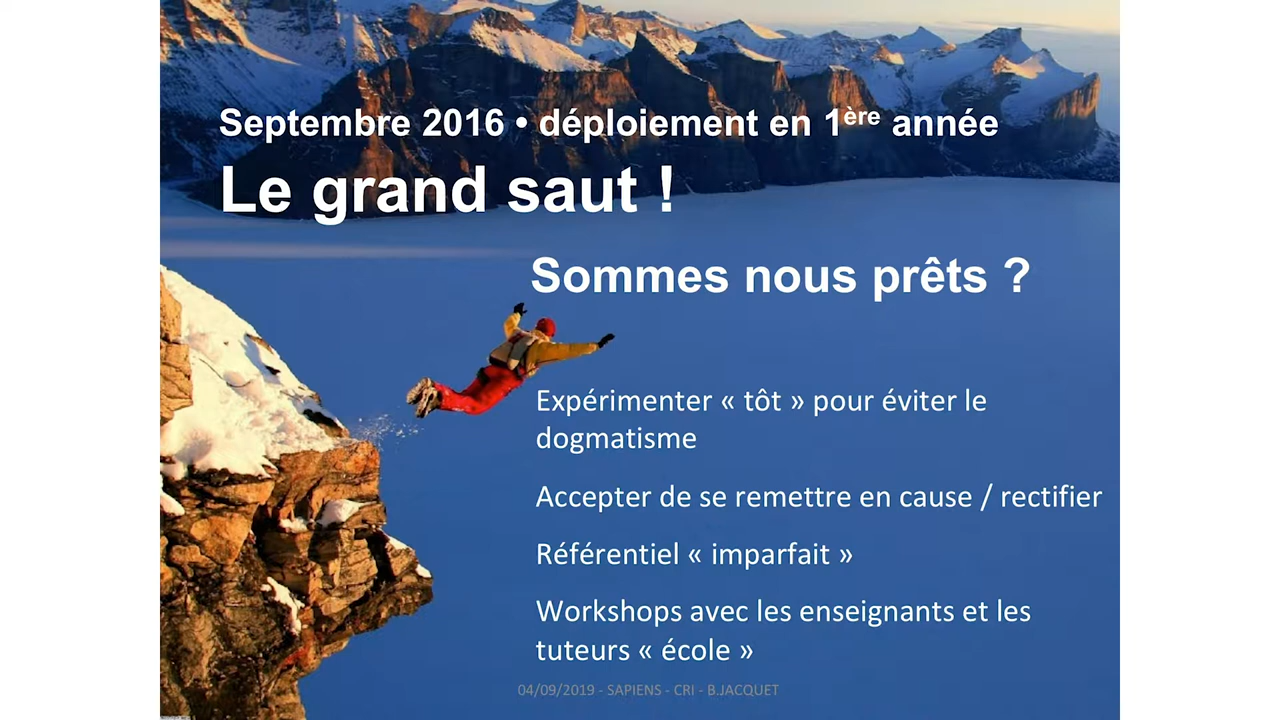 Septembre 2016 • déploiement en 1ère année
Le grand saut !
Sommes nous prêts ?
Expérimenter « tôt » pour éviter le
dogmatisme
Accepter de se remettre en cause / rectifier
Référentiel « imparfait »
Workshops avec les enseignants et les
tuteurs « école »
04/09/2019 - SAPIENS - CRI - B.JACQUET